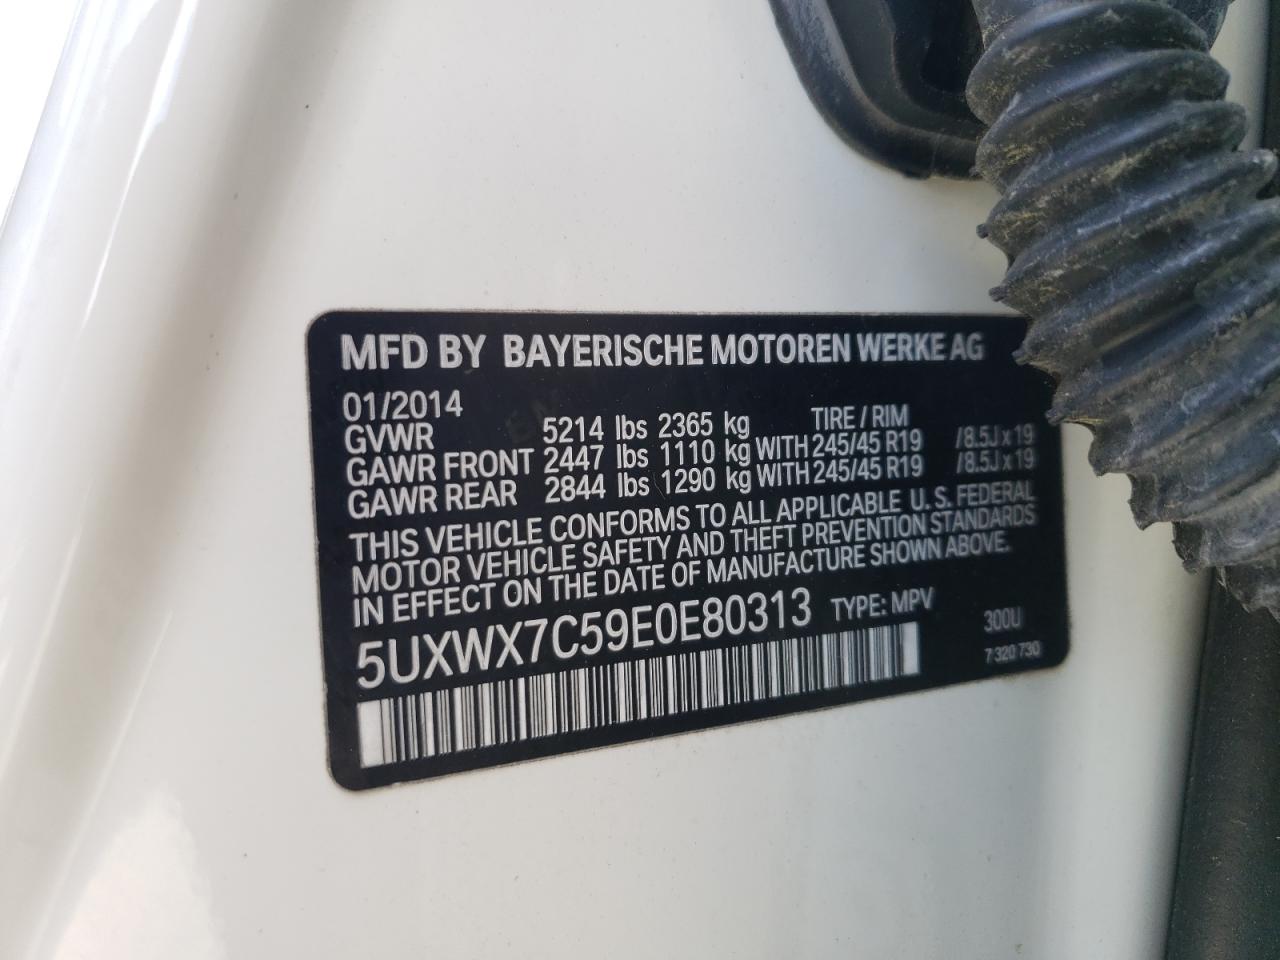 MFD BY BAYERISCHE MOTOREN WERKE AG
01/2014
GVWR 5214 lbs 2365 kg TIRE / RIM
GAWR FRONT 2447 lbs 1110 kg WITH 245/45 R19 /8.5J x 19
GAWR REAR 2844 lbs 1290 kg WITH 245/45 R19 /8.5J x 19
THIS VEHICLE CONFORMS TO ALL APPLICABLE U. S. FEDERAL
MOTOR VEHICLE SAFETY AND THEFT PREVENTION STANDARDS
IN EFFECT ON THE DATE OF MANUFACTURE SHOWN ABOVE.
5UXWX7C59E0E80313 TYPE: MPV 300U
7 320 730